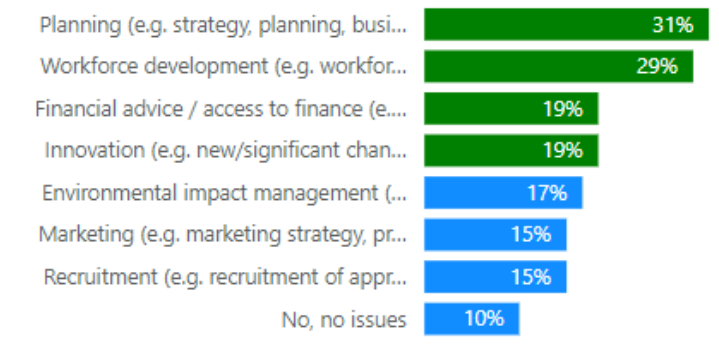 Planning (e.g. strategy, planning, busi... 31%
Workforce development (e.g. workfor... 29%
Financial advice / access to finance (e.... 19%
Innovation (e.g. new/significant chan... 19%
Environmental impact management (... 17%
Marketing (e.g. marketing strategy, pr... 15%
Recruitment (e.g. recruitment of appr... 15%
No, no issues 10%